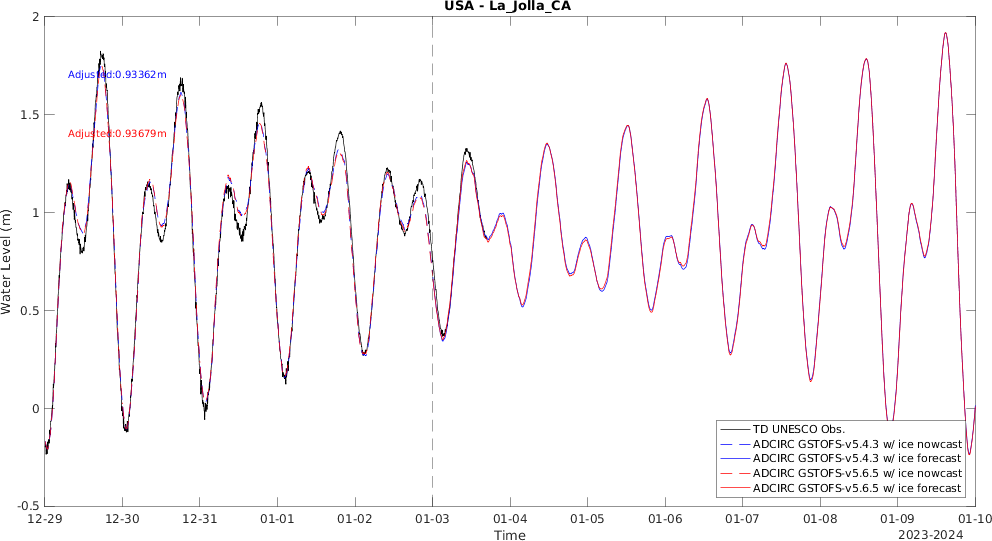 USA - La_Jolla_CA
2
Adjusted:0.93362m
1.5
Adjusted:0.93679m
1
Water Level (m)
0.5
0
-0.5
TD UNESCO Obs.
ADCIRC GSTOFS-v5.4.3 w/ ice nowcast
ADCIRC GSTOFS-v5.4.3 w/ ice forecast
ADCIRC GSTOFS-v5.6.5 w/ ice nowcast
ADCIRC GSTOFS-v5.6.5 w/ ice forecast
12-29 12-30 12-31 01-01 01-02 01-03 01-04 01-05 01-06 01-07 01-08 01-09 01-10
Time
2023-2024